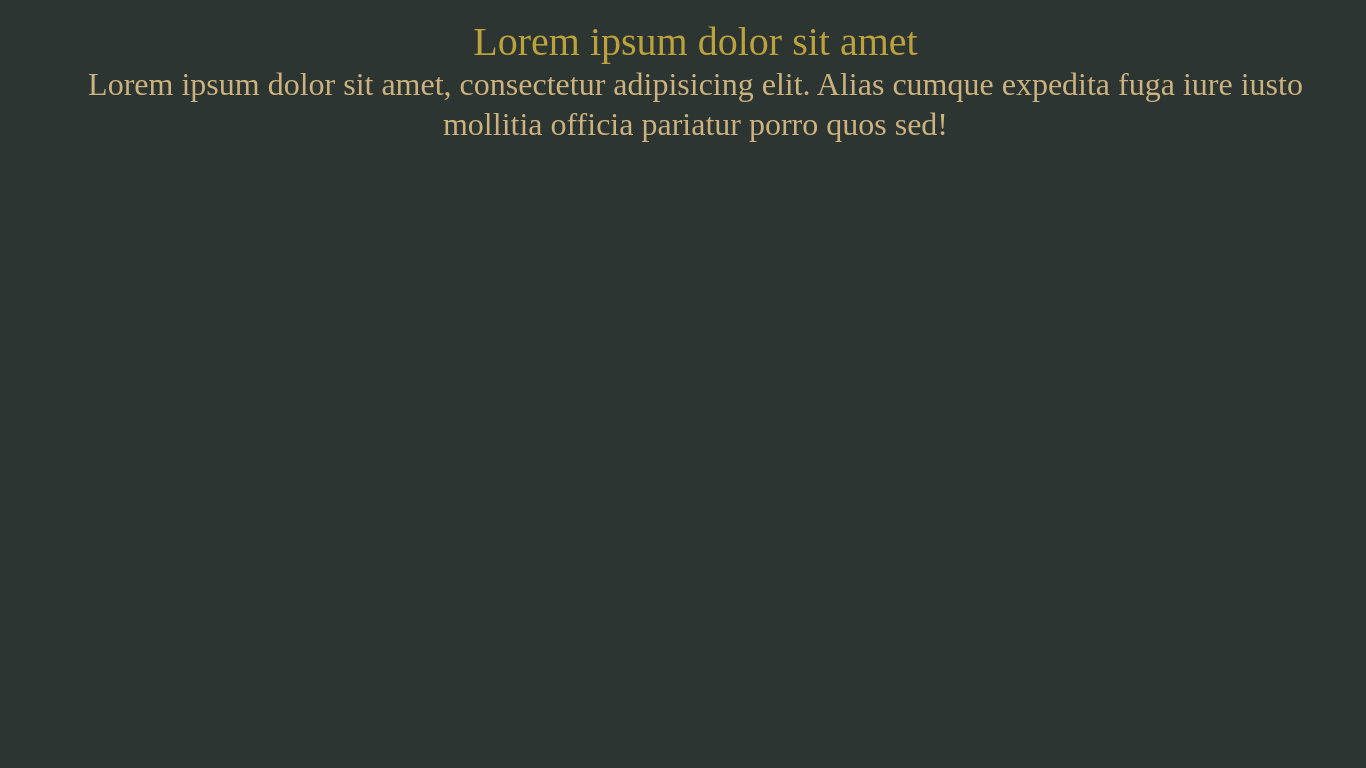 Lorem ipsum dolor sit amet
Lorem ipsum dolor sit amet, consectetur adipisicing elit. Alias cumque expedita fuga iure iusto
mollitia officia pariatur porro quos sed!